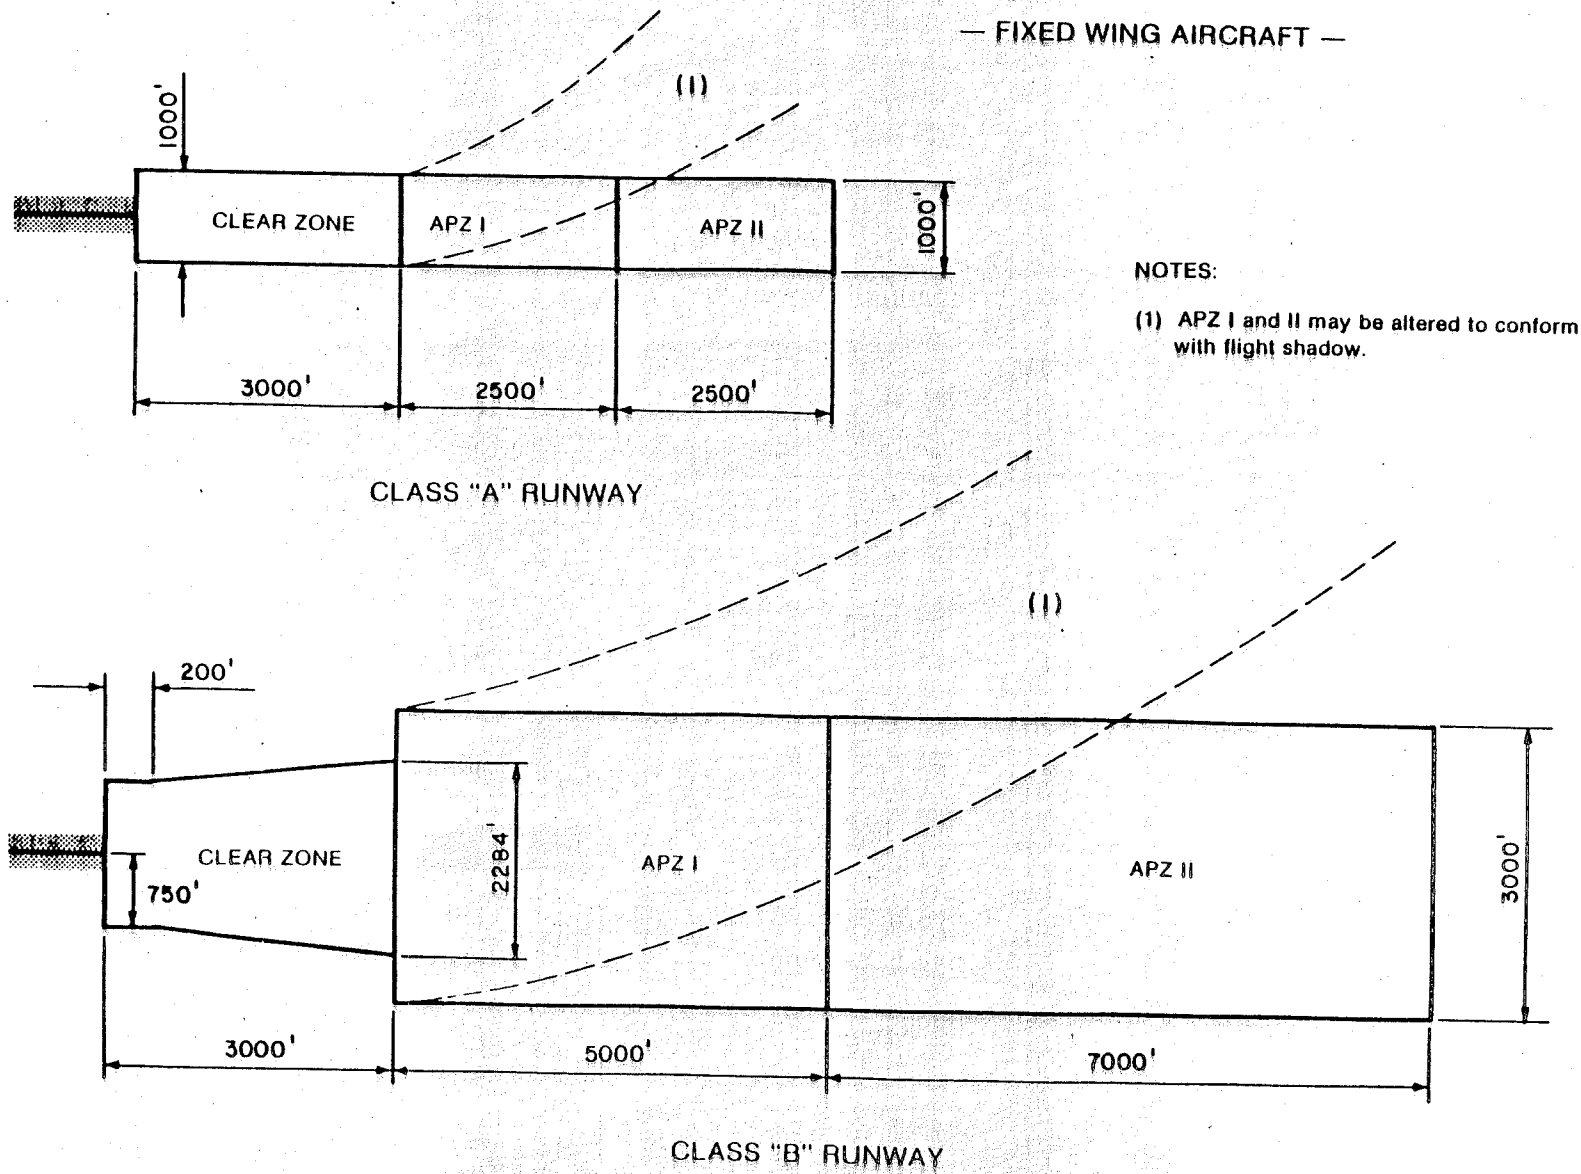 — FIXED WING AIRCRAFT —
(1)
1000'
CLEAR ZONE
APZ I
APZ II
1000'
NOTES:
(1) APZ I and II may be altered to conform
with flight shadow.
3000'
2500'
2500'
CLASS "A" RUNWAY
(1)
200'
CLEAR ZONE
750'
2284'
APZ I
APZ II
3000'
3000'
5000'
7000'
CLASS "B" RUNWAY